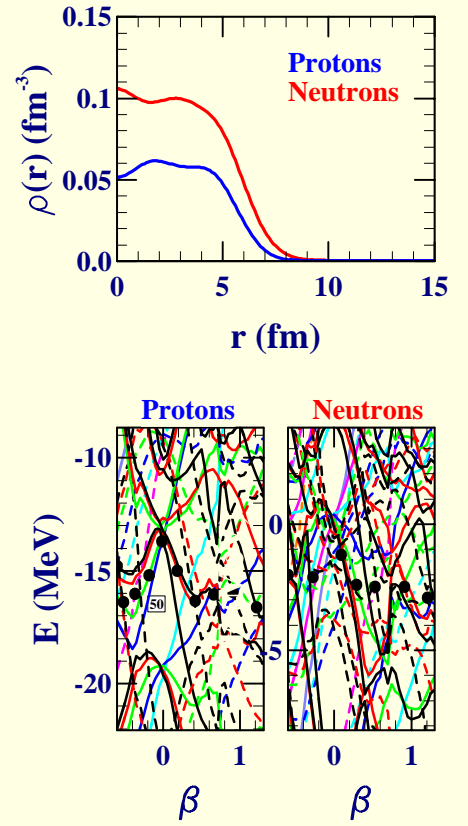 0.15
0.1
0.05
0.0
ρ(r) (fm⁻³)
Protons
Neutrons
0 5 10 15
r (fm)
Protons Neutrons
-10
-15
-20
E (MeV)
50
0
-5
0 1 0 1
β β